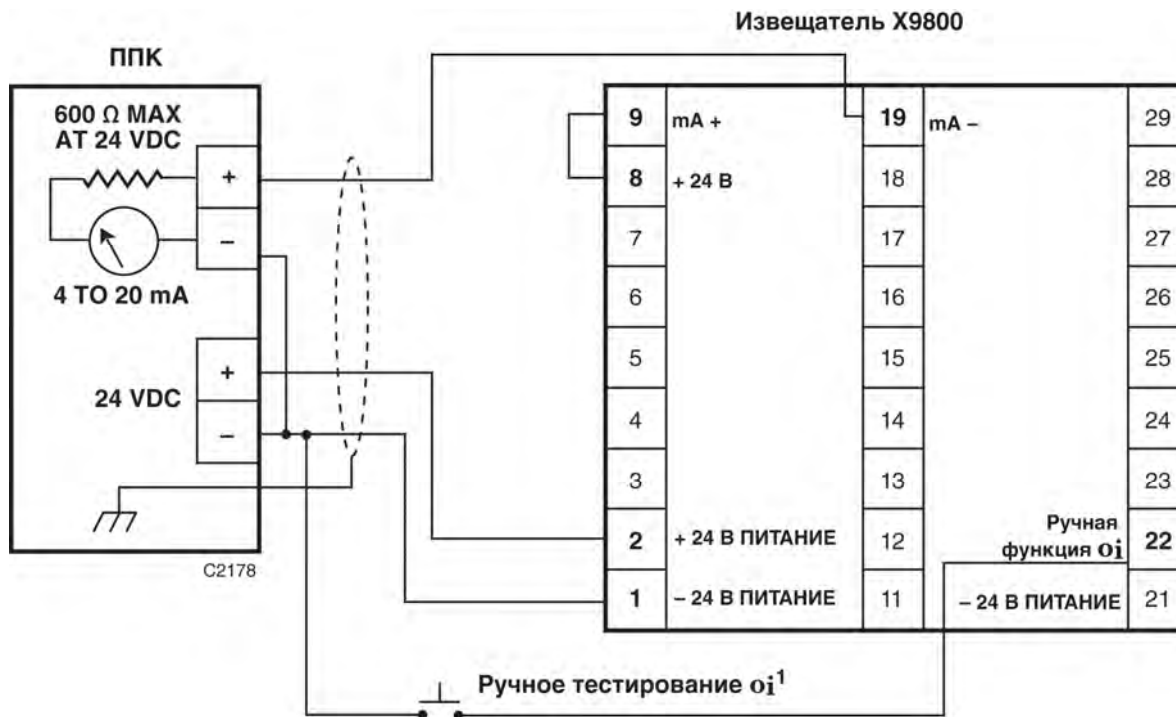 Извещатель X9800
ППК
600 Ω MAX
AT 24 VDC
+
–
4 TO 20 mA
24 VDC
+
–
C2178
9 mA + 19 mA – 29
8 + 24 В 18 28
7 17 27
6 16 26
5 15 25
4 14 24
3 13 23
2 + 24 В ПИТАНИЕ 12 Ручная функция oi 22
1 – 24 В ПИТАНИЕ 11 – 24 В ПИТАНИЕ 21
Ручное тестирование oi¹